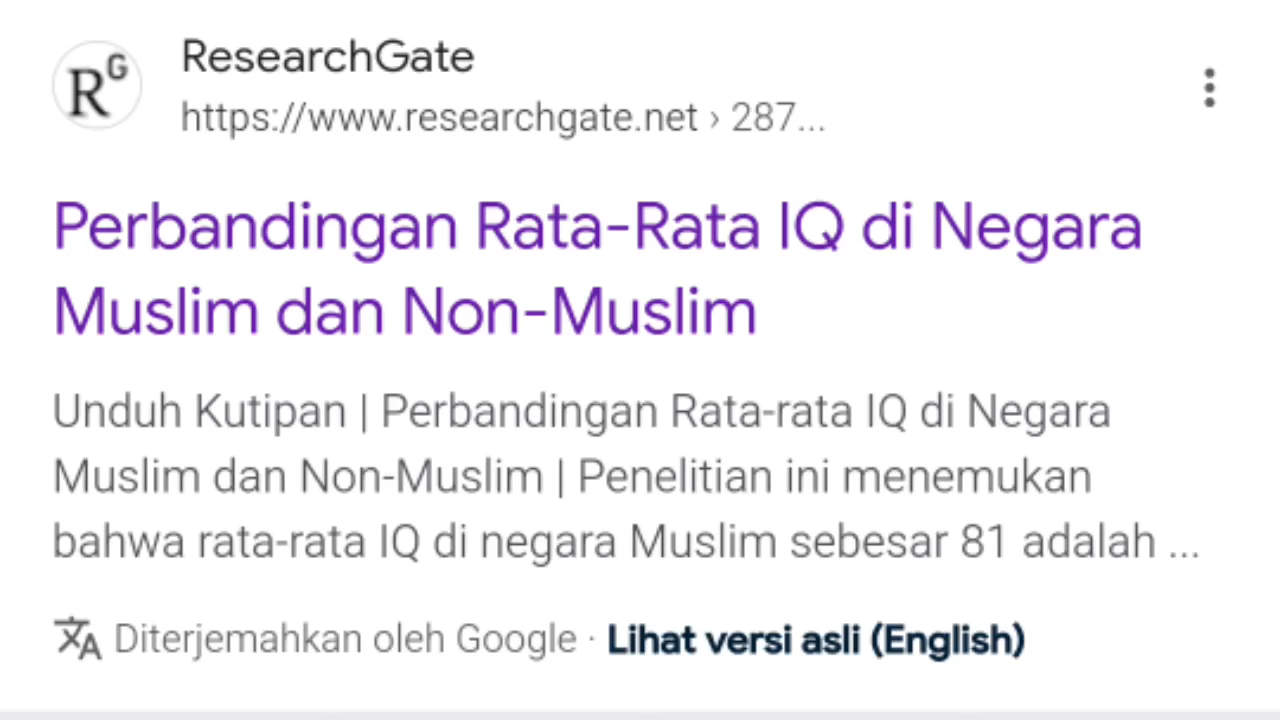 RG
ResearchGate
https://www.researchgate.net › 287...
Perbandingan Rata-Rata IQ di Negara
Muslim dan Non-Muslim
Unduh Kutipan | Perbandingan Rata-rata IQ di Negara
Muslim dan Non-Muslim | Penelitian ini menemukan
bahwa rata-rata IQ di negara Muslim sebesar 81 adalah ...
Diterjemahkan oleh Google · Lihat versi asli (English)